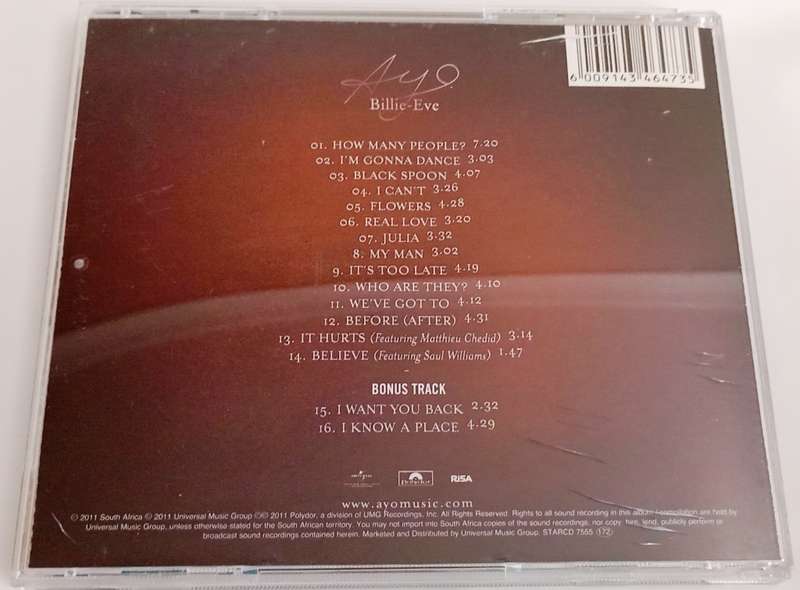 6 009143 464735
Ayo.
Billie-Eve
01. HOW MANY PEOPLE? 7.20
02. I'M GONNA DANCE 3.03
03. BLACK SPOON 4.07
04. I CAN'T 3.26
05. FLOWERS 4.28
06. REAL LOVE 3.20
07. JULIA 3.32
8. MY MAN 3.02
9. IT'S TOO LATE 4.19
10. WHO ARE THEY? 4.10
11. WE'VE GOT TO 4.12
12. BEFORE (AFTER) 4.31
13. IT HURTS (Featuring Matthieu Chedid) 3.14
14. BELIEVE (Featuring Saul Williams) 1.47
-
BONUS TRACK
15. I WANT YOU BACK 2.32
16. I KNOW A PLACE 4.29
polydor
RiSA
www.ayomusic.com
℗ 2011 South Africa © 2011 Universal Music Group ℗© 2011 Polydor, a division of UMG Recordings, Inc. All Rights Reserved. Rights to all sound recording in this album / compilation are held by
Universal Music Group, unless otherwise stated for the South African territory. You may not import into South Africa copies of the sound recordings, nor copy, hire, lend, publicly perform or
broadcast sound recordings contained herein. Marketed and Distributed by Universal Music Group. STARCD 7565 172